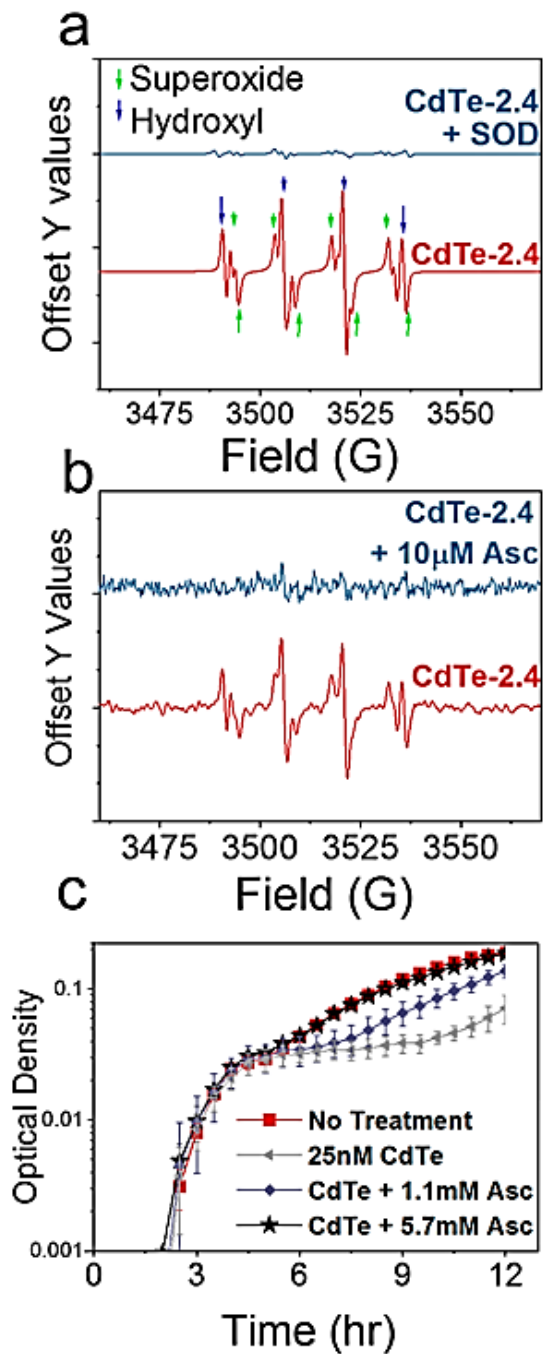 a
Superoxide
Hydroxyl
CdTe-2.4
+ SOD
CdTe-2.4
Offset Y values
3475 3500 3525 3550
Field (G)
b
CdTe-2.4
+ 10μM Asc
CdTe-2.4
Offset Y Values
3475 3500 3525 3550
Field (G)
c
0.1
0.01
0.001
Optical Density
No Treatment
25nM CdTe
CdTe + 1.1mM Asc
CdTe + 5.7mM Asc
0 3 6 9 12
Time (hr)